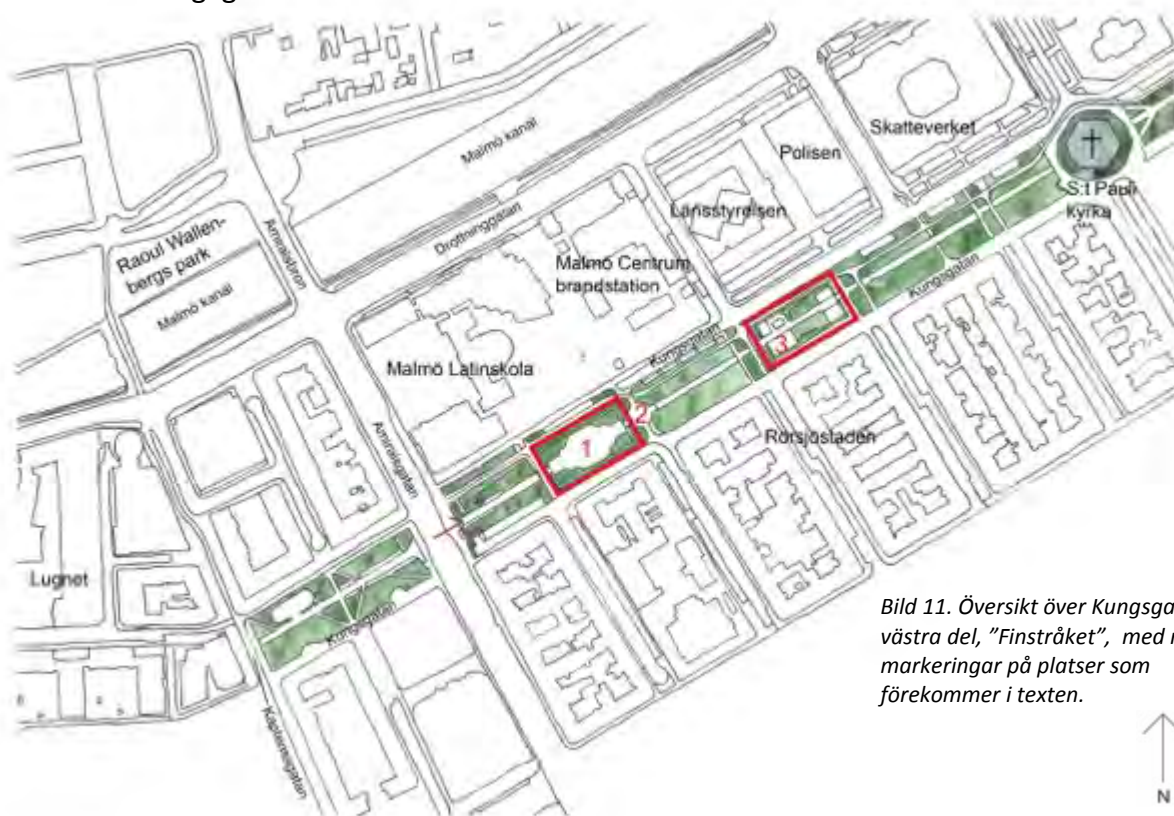 Skatteverket
Malmö kanal
Polisen
S:t Pauli
kyrka
Länsstyrelsen
Amiralsbron
Drottninggatan
Raoul Wallen-
bergs park
Malmö kanal
Malmö Centrum
brandstation
Kungsgatan
3
Kungsgatan
Malmö Latinskola
2
Rörsjöstaden
1
Amiralsgatan
Lugnet
Kungsgatan
Kaptensgatan
Bild 11. Översikt över
västra del, ”Finstråket”, med
markeringar på platser som
förekommer i texten.
N